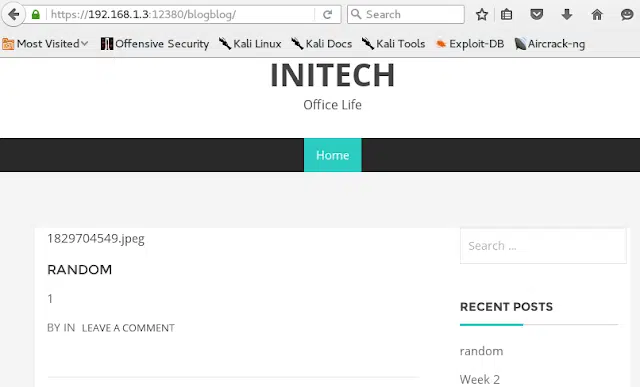 https://192.168.1.3:12380/blogblog/
Search
Most Visited Offensive Security Kali Linux Kali Docs Kali Tools Exploit-DB Aircrack-ng
INITECH
Office Life
Home
1829704549.jpeg
Search ...
RANDOM
1
BY IN LEAVE A COMMENT
RECENT POSTS
random
Week 2